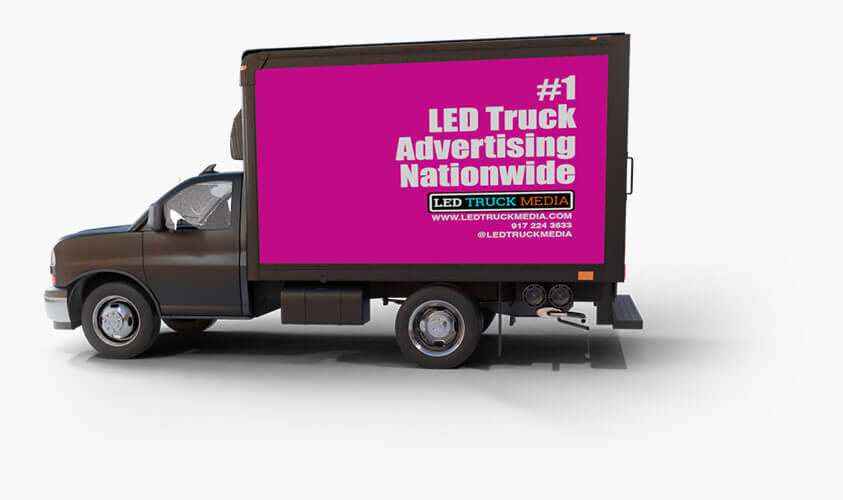 #1
LED Truck
Advertising
Nationwide
LED TRUCK MEDIA
WWW.LEDTRUCKMEDIA.COM
917 224 3633
@LEDTRUCKMEDIA